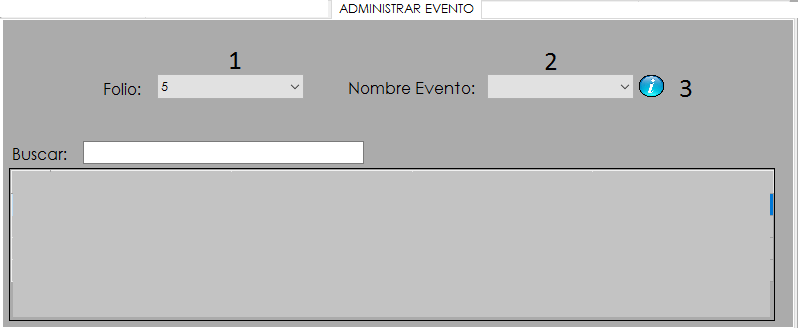 ADMINISTRAR EVENTO
1 2
Folio: 5 Nombre Evento: i 3
Buscar: